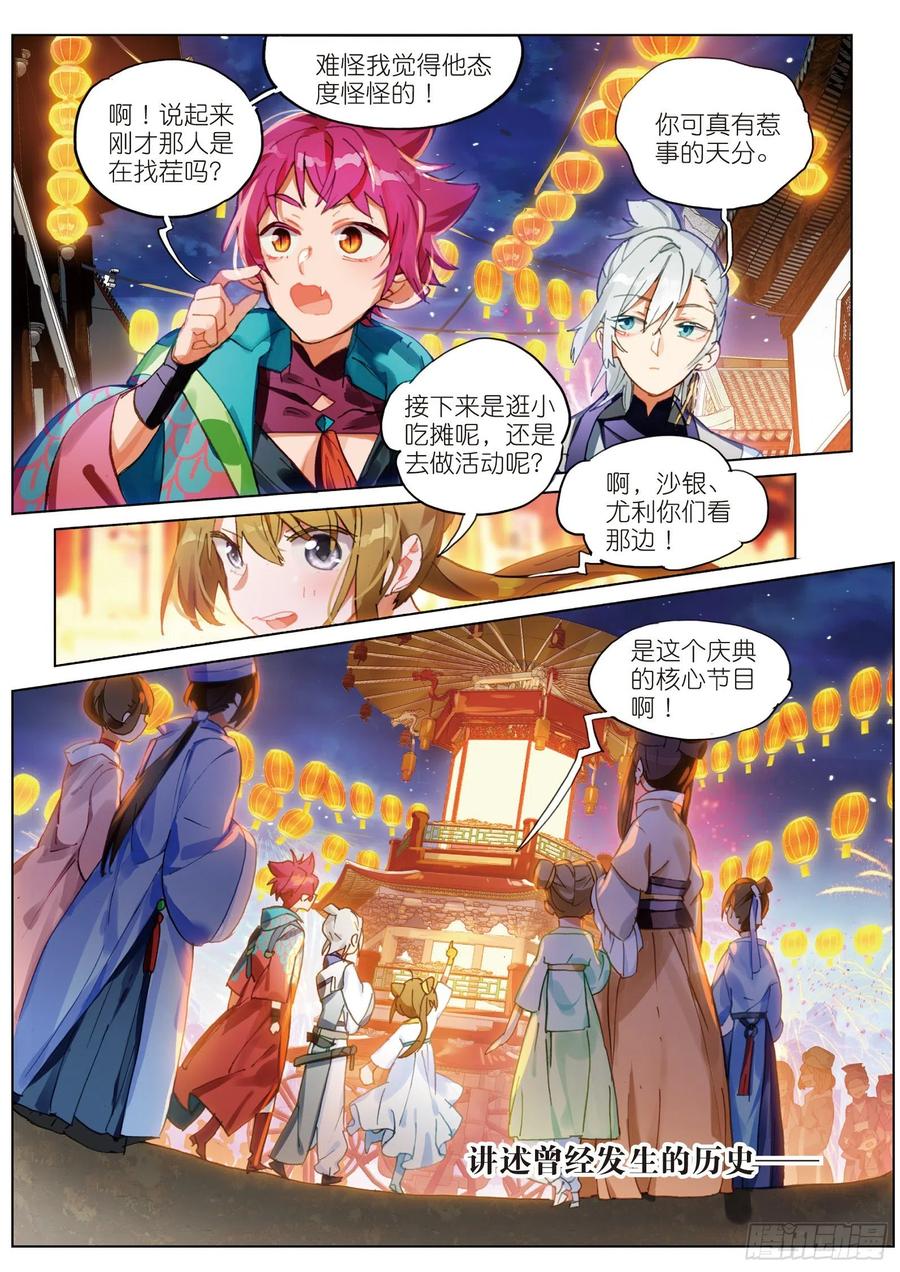 啊！说起来
刚才那人是
在找茬吗？
难怪我觉得他态
度怪怪的！
你可真有惹
事的天分。
接下来是逛小
吃摊呢，还是
去做活动呢？
啊，沙银、
尤利你们看
那边！
是这个庆典
的核心节目
啊！
讲述曾经发生的历史——
腾讯动漫